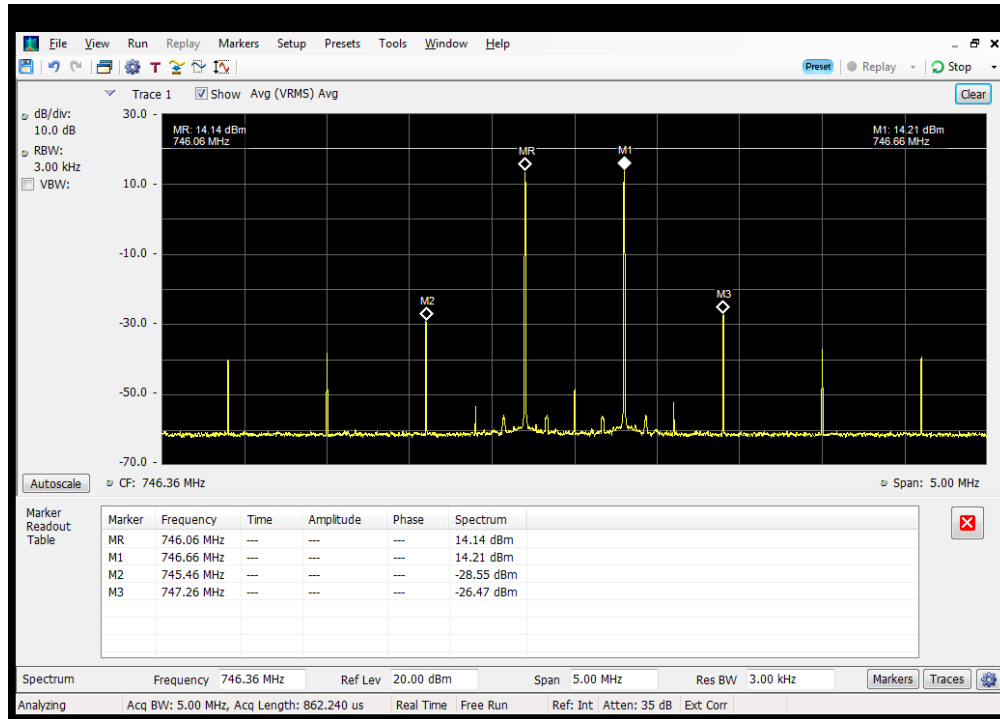 File View Run Replay Markers Setup Presets Tools Window Help
T Preset Replay Stop
Trace 1 Show Avg (VRMS) Avg Clear
dB/div:
10.0 dB
RBW:
3.00 kHz
VBW:
30.0 -
10.0 -
-10.0 -
-30.0 -
-50.0 -
-70.0 -
MR: 14.14 dBm
746.06 MHz
M1: 14.21 dBm
746.66 MHz
MR M1
M2 M3
Autoscale CF: 746.36 MHz Span: 5.00 MHz
Marker
Readout
Table
Marker Frequency Time Amplitude Phase Spectrum
MR 746.06 MHz --- --- --- 14.14 dBm
M1 746.66 MHz --- --- --- 14.21 dBm
M2 745.46 MHz --- --- --- -28.55 dBm
M3 747.26 MHz --- --- --- -26.47 dBm
Spectrum Frequency 746.36 MHz Ref Lev 20.00 dBm Span 5.00 MHz Res BW 3.00 kHz Markers Traces
Analyzing Acq BW: 5.00 MHz, Acq Length: 862.240 us Real Time Free Run Ref: Int Atten: 35 dB Ext Corr